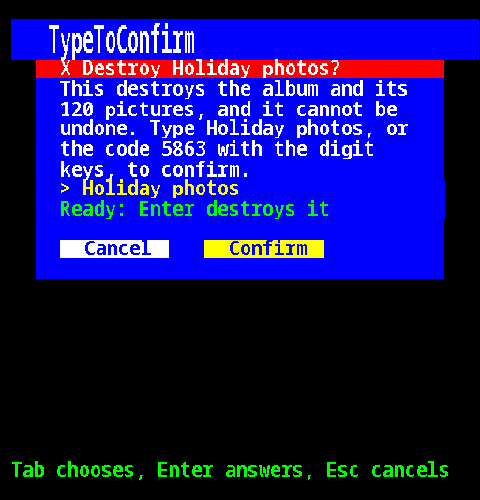 TypeToConfirm
X Destroy Holiday photos?
This destroys the album and its
120 pictures, and it cannot be
undone. Type Holiday photos, or
the code 5863 with the digit
keys, to confirm.
> Holiday photos
Ready: Enter destroys it
Cancel
Confirm
Tab chooses, Enter answers, Esc cancels